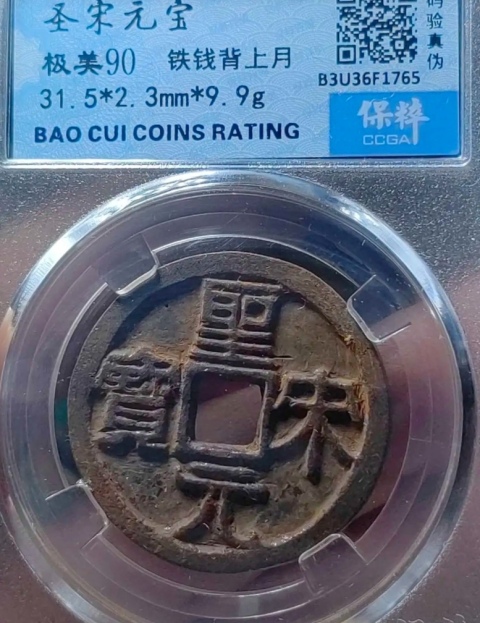 圣宋元宝
码验真伪
极美90 铁钱背上月
B3U36F1765
31.5*2.3mm*9.9g
保粹
CCGA
BAO CUI COINS RATING
聖宋元寶